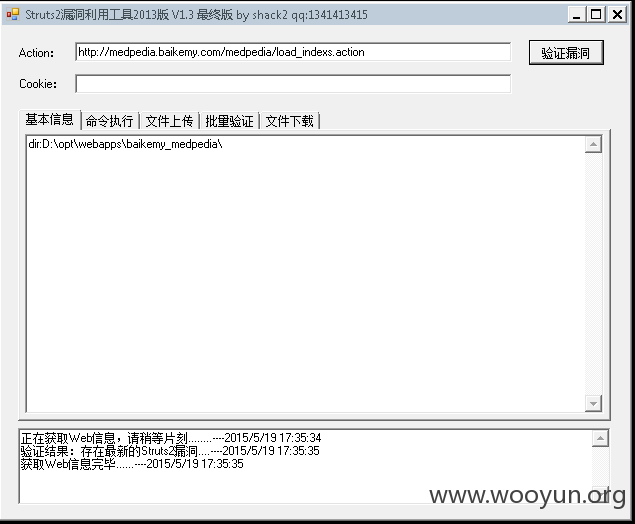 Struts2漏洞利用工具2013版 V1.3 最终版 by shack2 qq:1341413415
Action:
http://medpedia.baikemy.com/medpedia/load_indexs.action
验证漏洞
Cookie:
基本信息 命令执行 文件上传 批量验证 文件下载
dir:D:\opt\webapps\baikemy_medpedia\
正在获取Web信息，请稍等片刻........----2015/5/19 17:35:34
验证结果：存在最新的Struts2漏洞....----2015/5/19 17:35:35
获取Web信息完毕......----2015/5/19 17:35:35
www.wooyun.org